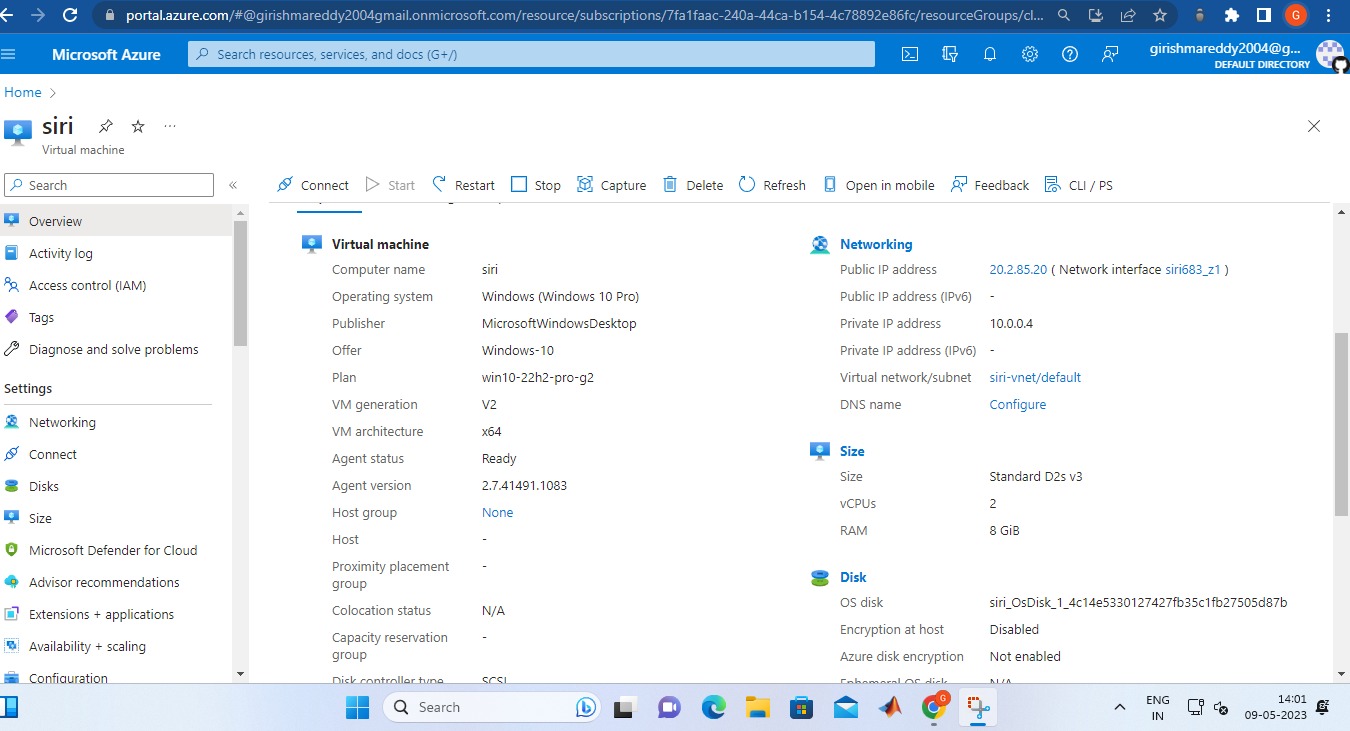 portal.azure.com/#@girishmareddy2004gmail.onmicrosoft.com/resource/subscriptions/7fa1faac-240a-44ca-b154-4c78892e86fc/resourceGroups/cl...
G
Microsoft Azure
Search resources, services, and docs (G+/)
girishmareddy2004@g...
DEFAULT DIRECTORY
Home
siri
Virtual machine
Search
Connect Start Restart Stop Capture Delete Refresh Open in mobile Feedback CLI / PS
Overview
Activity log
Access control (IAM)
Tags
Diagnose and solve problems
Settings
Networking
Connect
Disks
Size
Microsoft Defender for Cloud
Advisor recommendations
Extensions + applications
Availability + scaling
Configuration
Virtual machine
Computer name siri
Operating system Windows (Windows 10 Pro)
Publisher MicrosoftWindowsDesktop
Offer Windows-10
Plan win10-22h2-pro-g2
VM generation V2
VM architecture x64
Agent status Ready
Agent version 2.7.41491.1083
Host group None
Host -
Proximity placement -
group
Colocation status N/A
Capacity reservation -
group
Disk controller type SCSI
Networking
Public IP address 20.2.85.20 ( Network interface siri683_z1 )
Public IP address (IPv6) -
Private IP address 10.0.0.4
Private IP address (IPv6) -
Virtual network/subnet siri-vnet/default
DNS name Configure
Size
Size Standard D2s v3
vCPUs 2
RAM 8 GiB
Disk
OS disk siri_OsDisk_1_4c14e5330127427fb35c1fb27505d87b
Encryption at host Disabled
Azure disk encryption Not enabled
Ephemeral OS disk N/A
Search
G
ENG
IN
14:01
09-05-2023